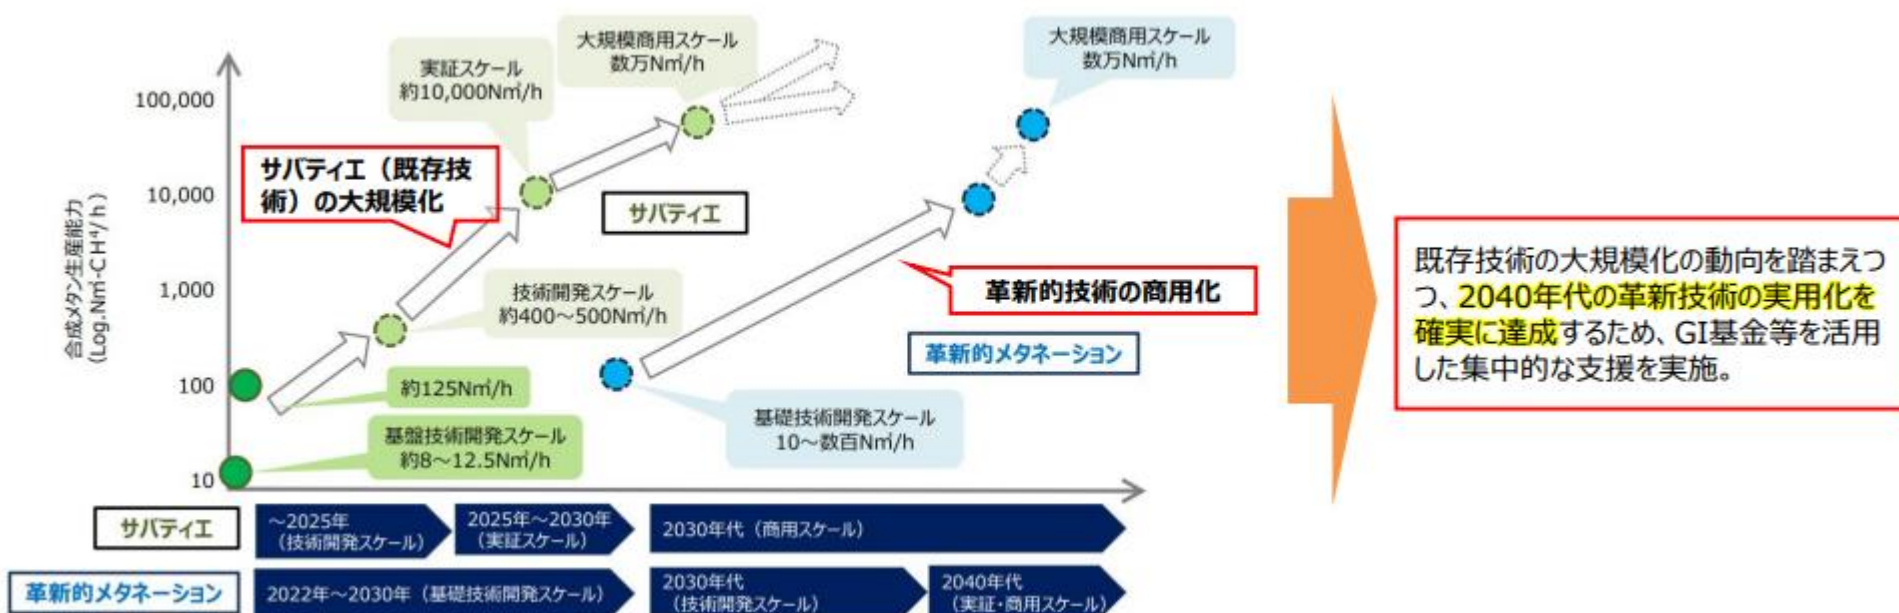 大規模商用スケール
数万N㎥/h
実証スケール
約10,000N㎥/h
大規模商用スケール
数万N㎥/h
合成メタン生産能力
(Log.N㎥-CH⁴/h)
100,000
10,000
1,000
100
10
サバティエ（既存技
術）の大規模化
サバティエ
技術開発スケール
約400～500N㎥/h
革新的技術の商用化
革新的メタネーション
約125N㎥/h
基盤技術開発スケール
約8～12.5N㎥/h
基礎技術開発スケール
10～数百N㎥/h
既存技術の大規模化の動向を踏まえつ
つ、2040年代の革新技術の実用化を
確実に達成するため、GI基金等を活用
した集中的な支援を実施。
サバティエ
～2025年
（技術開発スケール）
2025年～2030年
（実証スケール）
2030年代（商用スケール）
革新的メタネーション
2022年～2030年（基礎技術開発スケール）
2030年代
（技術開発スケール）
2040年代
（実証・商用スケール）